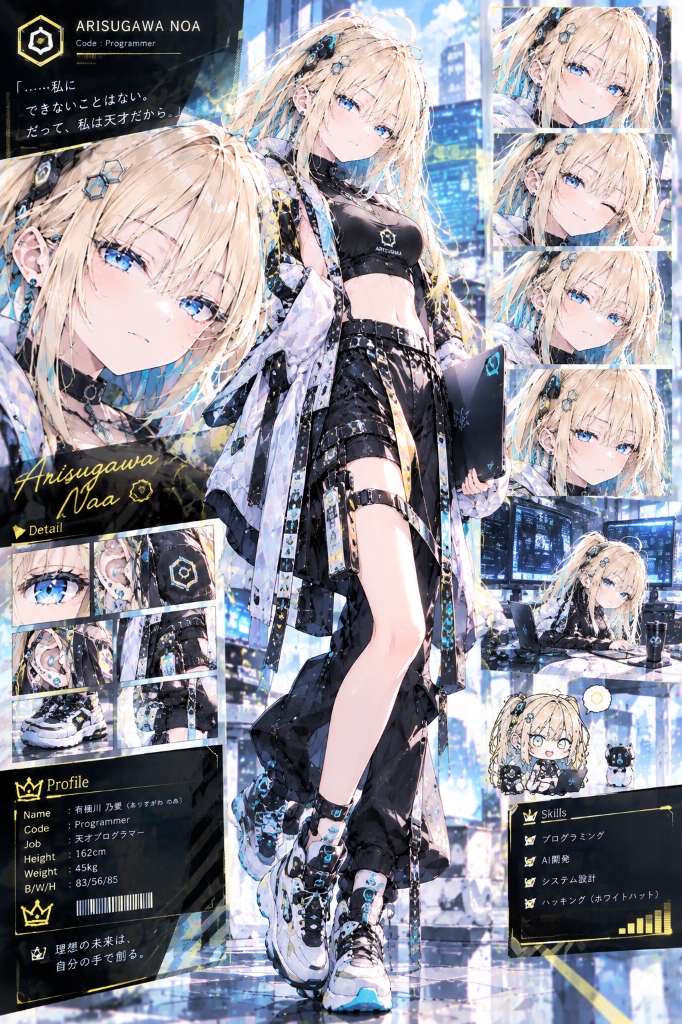 ARISUGAWA NOA
Code : Programmer
「……私に
できないことはない。
だって、私は天才だから。
ARISUGAWA
Arisugawa
Noa
Detail
Profile
Name : 有栖川 乃愛 (ありすがわ のあ)
Code : Programmer
Job : 天才プログラマー
Height : 162cm
Weight : 45kg
B/W/H : 83/56/85
理想の未来は、
自分の手で創る。
Skills
プログラミング
AI開発
システム設計
ハッキング（ホワイトハット）